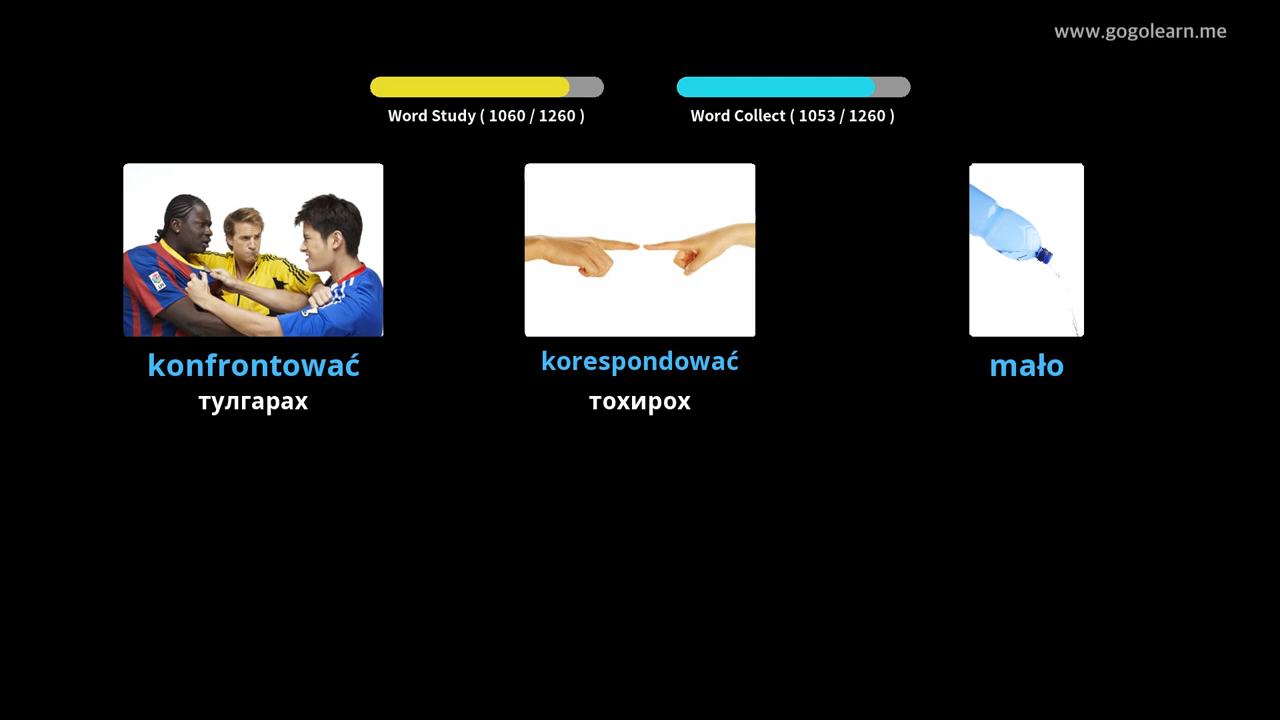 www.gogolearn.me
Word Study ( 1060 / 1260 )
Word Collect ( 1053 / 1260 )
konfrontować
korespondować
mało
тулгарах
тохирох